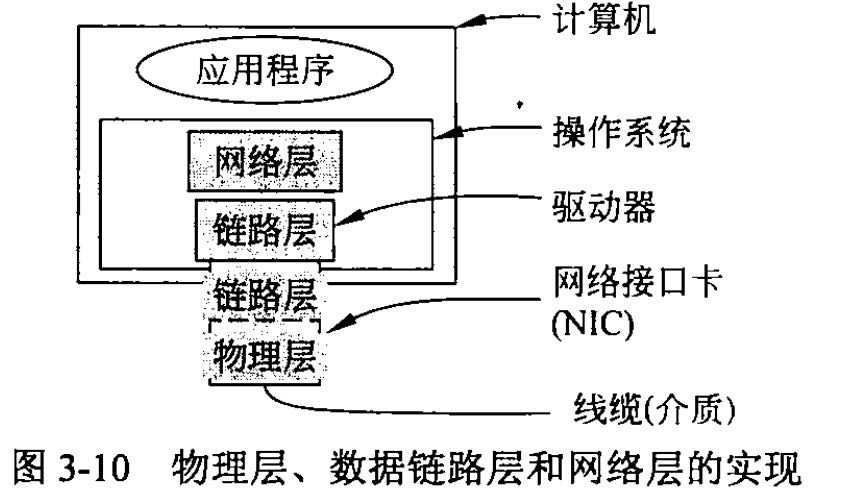 计算机
应用程序
操作系统
网络层
驱动器
链路层
网络接口卡
(NIC)
链路层
物理层
线缆(介质)
图 3-10 物理层、数据链路层和网络层的实现